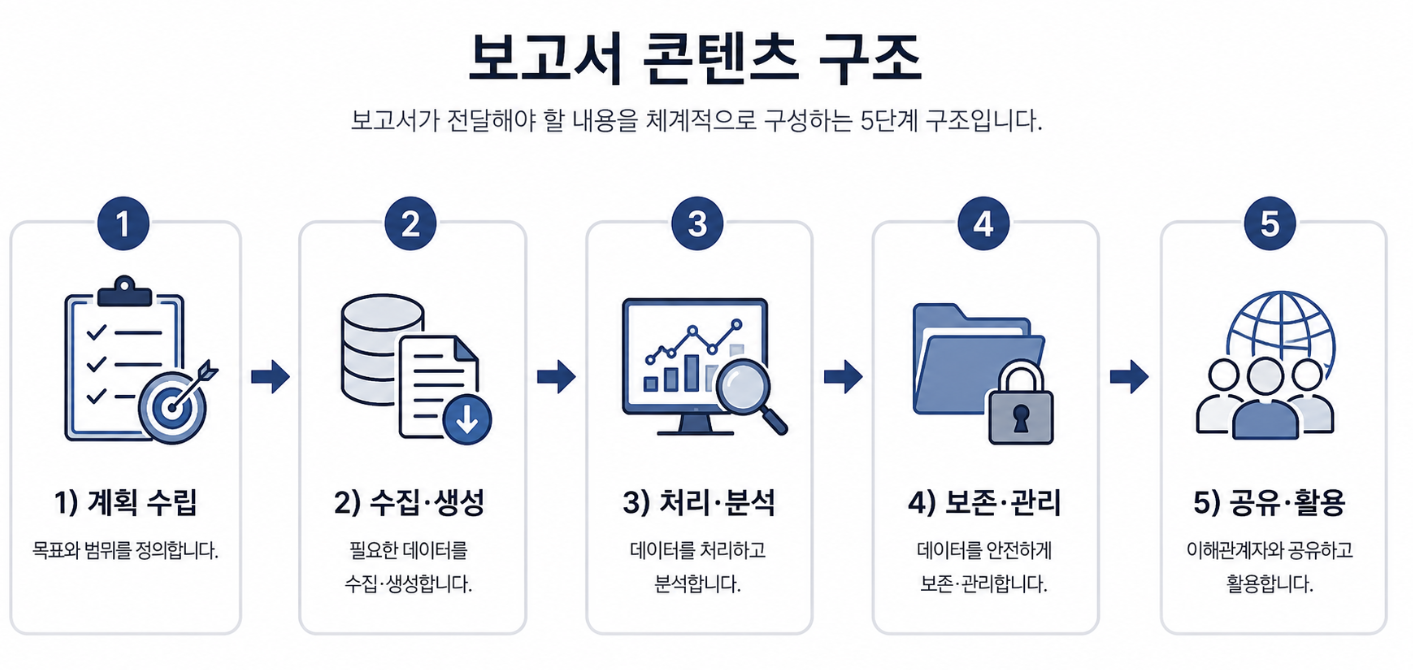 보고서 콘텐츠 구조
보고서가 전달해야 할 내용을 체계적으로 구성하는 5단계 구조입니다.
1
2
3
4
5
1) 계획 수립
목표와 범위를 정의합니다.
2) 수집·생성
필요한 데이터를
수집·생성합니다.
3) 처리·분석
데이터를 처리하고
분석합니다.
4) 보존·관리
데이터를 안전하게
보존·관리합니다.
5) 공유·활용
이해관계자와 공유하고
활용합니다.